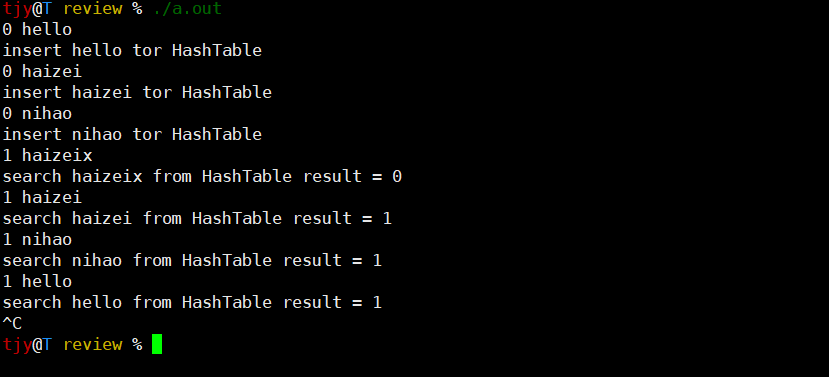 tjy@T review % ./a.out
0 hello
insert hello tor HashTable
0 haizei
insert haizei tor HashTable
0 nihao
insert nihao tor HashTable
1 haizeix
search haizeix from HashTable result = 0
1 haizei
search haizei from HashTable result = 1
1 nihao
search nihao from HashTable result = 1
1 hello
search hello from HashTable result = 1
^C
tjy@T review %